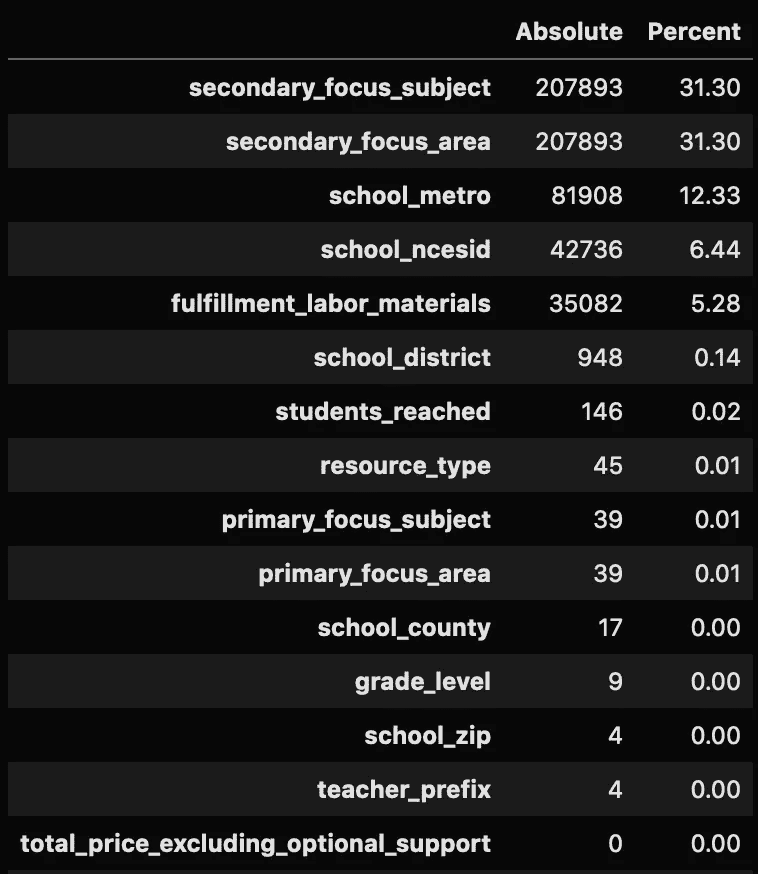 Absolute Percent
secondary_focus_subject 207893 31.30
secondary_focus_area 207893 31.30
school_metro 81908 12.33
school_ncesid 42736 6.44
fulfillment_labor_materials 35082 5.28
school_district 948 0.14
students_reached 146 0.02
resource_type 45 0.01
primary_focus_subject 39 0.01
primary_focus_area 39 0.01
school_county 17 0.00
grade_level 9 0.00
school_zip 4 0.00
teacher_prefix 4 0.00
total_price_excluding_optional_support 0 0.00